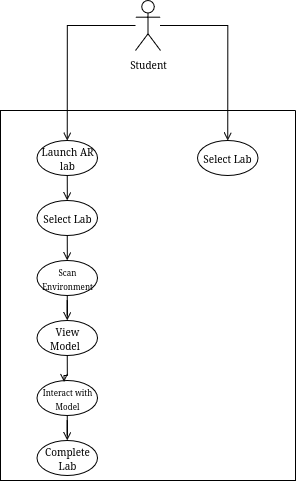 Student
Launch AR
lab
Select Lab
Select Lab
Scan
Environment
View
Model
Interact with
Model
Complete
Lab